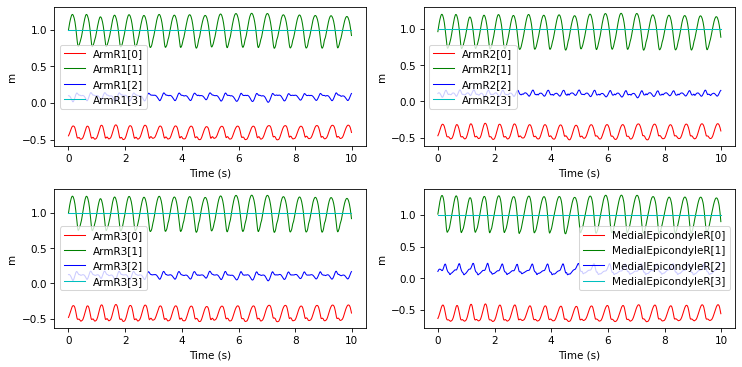 1.0
0.5
0.0
−0.5
m
ArmR1[0]
ArmR1[1]
ArmR1[2]
ArmR1[3]
0 2 4 6 8 10
Time (s)
1.0
0.5
0.0
−0.5
m
ArmR2[0]
ArmR2[1]
ArmR2[2]
ArmR2[3]
0 2 4 6 8 10
Time (s)
1.0
0.5
0.0
−0.5
m
ArmR3[0]
ArmR3[1]
ArmR3[2]
ArmR3[3]
0 2 4 6 8 10
Time (s)
1.0
0.5
0.0
−0.5
m
MedialEpicondyleR[0]
MedialEpicondyleR[1]
MedialEpicondyleR[2]
MedialEpicondyleR[3]
0 2 4 6 8 10
Time (s)